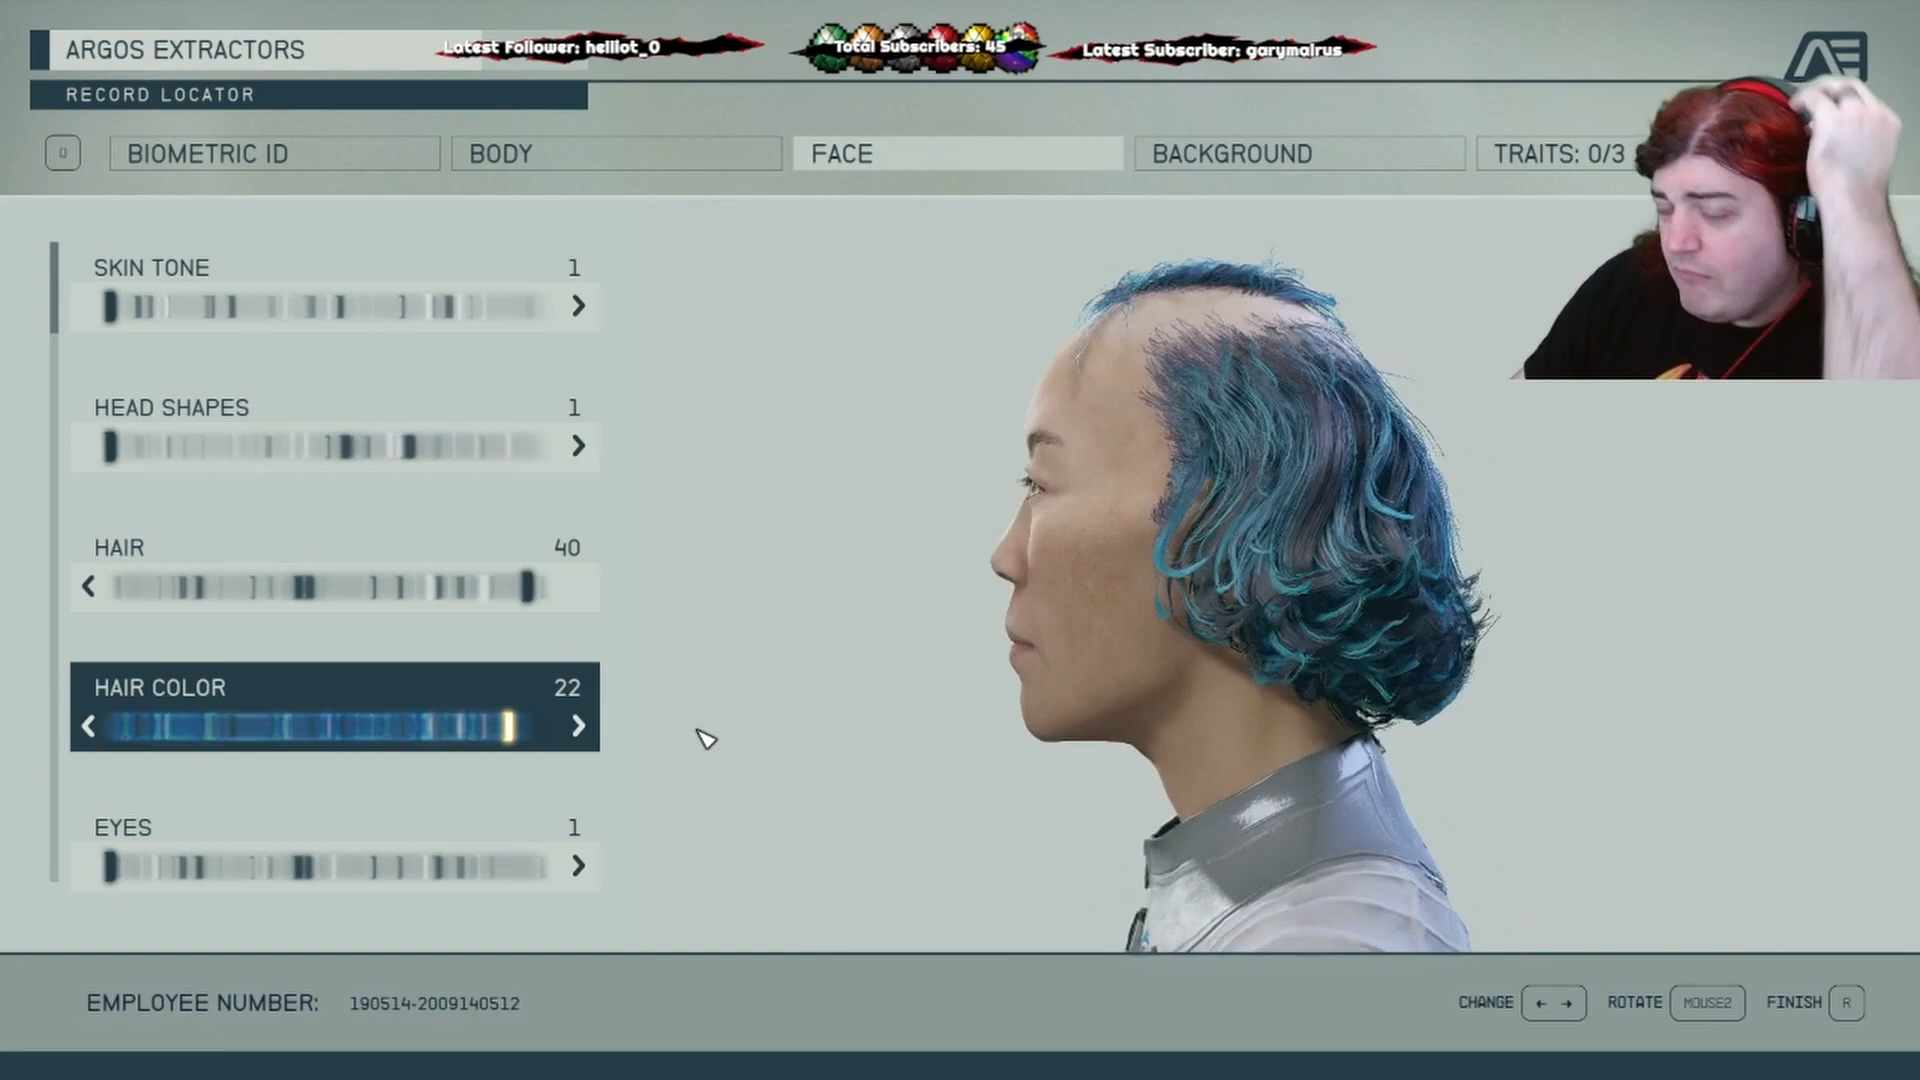 ARGOS EXTRACTORS
Latest Follower: helliot_0
Total Subscribers: 45
Latest Subscriber: garymalrus
AE
RECORD LOCATOR
BIOMETRIC ID
BODY
FACE
BACKGROUND
TRAITS: 0/3
SKIN TONE 1
HEAD SHAPES 1
HAIR 40
HAIR COLOR 22
EYES 1
EMPLOYEE NUMBER: 190514-2009140512
CHANGE ← →
ROTATE MOUSE2
FINISH R